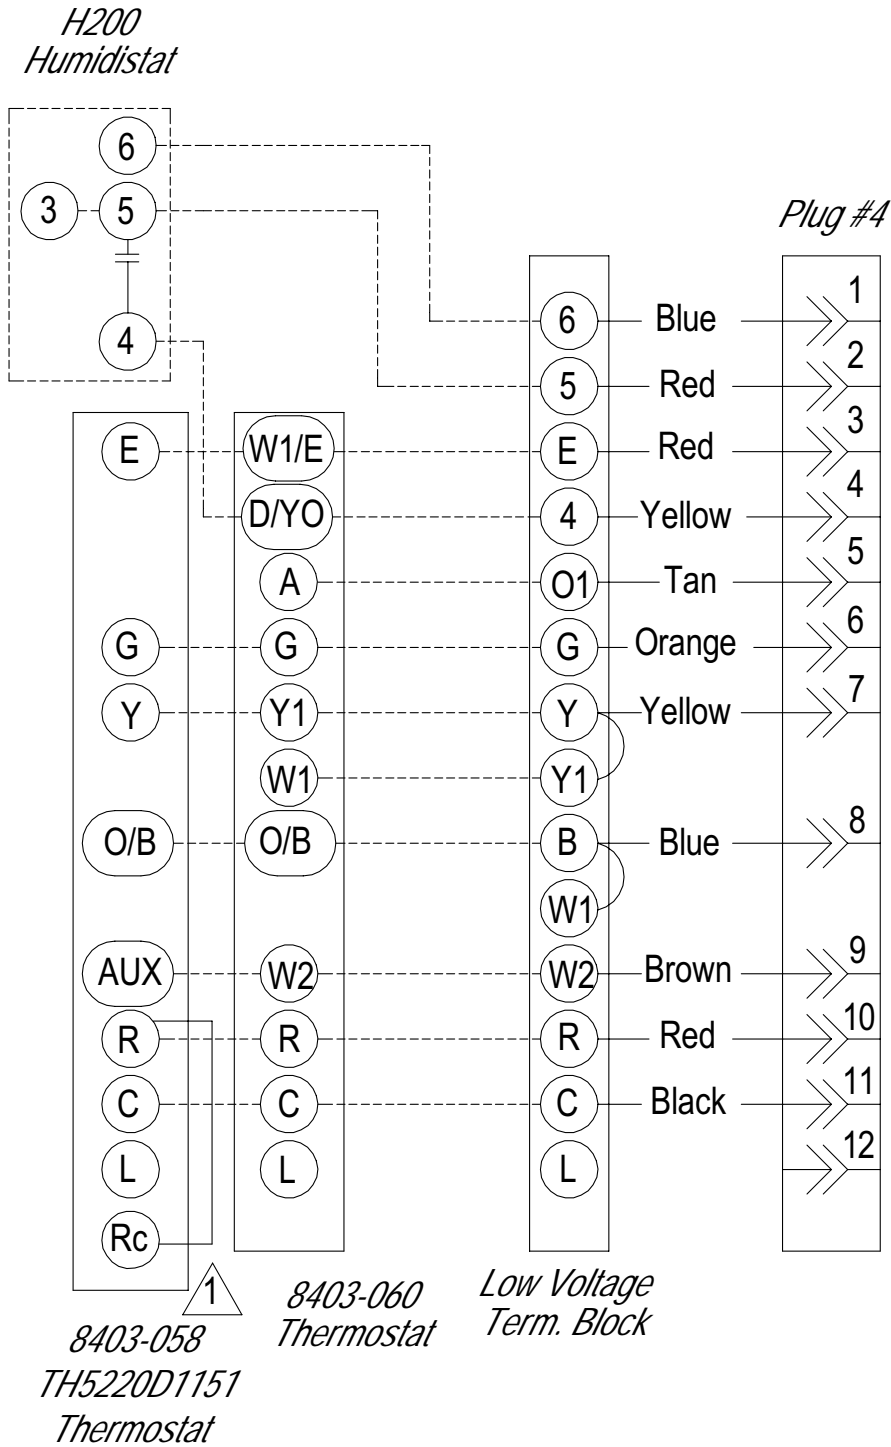 H200
Humidistat
6
3
5
4
Plug #4
6 Blue 1
5 Red 2
E W1/E E Red 3
D/YO 4 Yellow 4
A O1 Tan 5
G G G Orange 6
Y Y1 Y Yellow 7
W1 Y1
O/B O/B B Blue 8
W1
AUX W2 W2 Brown 9
R R R Red 10
C C C Black 11
L L L 12
Rc
1
8403-058
TH5220D1151
Thermostat
8403-060
Thermostat
Low Voltage
Term. Block